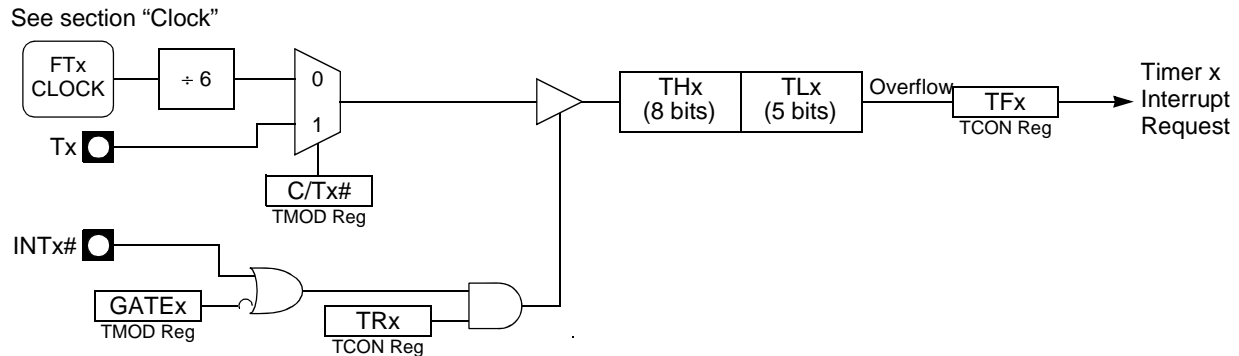 See section “Clock”
FTx
CLOCK
÷ 6
0
1
Tx
C/Tx#
TMOD Reg
THx
(8 bits)
TLx
(5 bits)
Overflow
TFx
TCON Reg
Timer x
Interrupt
Request
INTx#
GATEx
TMOD Reg
TRx
TCON Reg